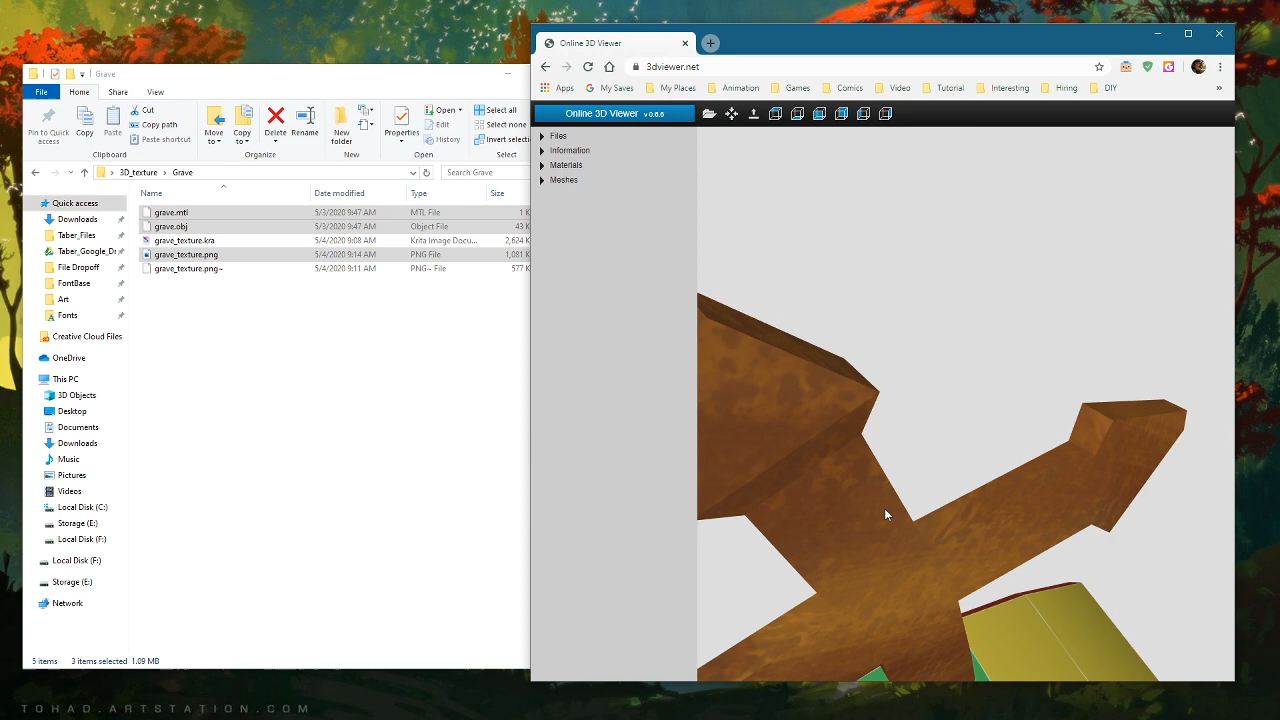 Grave
File
Home
Share
View
Pin to Quick access
Copy
Paste
Cut
Copy path
Paste shortcut
Clipboard
Move to
Copy to
Delete
Rename
Organize
New folder
New
Properties
Open
Edit
History
Open
Select all
Select none
Invert selecti
Select
3D_texture > Grave
Search Grave
Name
Date modified
Type
Size
grave.mtl 5/3/2020 9:47 AM MTL File 1 K
grave.obj 5/3/2020 9:47 AM Object File 43 K
grave_texture.kra 5/4/2020 9:08 AM Krita Image Docu... 2,624 K
grave_texture.png 5/4/2020 9:14 AM PNG File 1,081 K
grave_texture.png~ 5/4/2020 9:11 AM PNG~ File 577 K
Quick access
Downloads
Taber_Files
Taber_Google_Dr
File Dropoff
FontBase
Art
Fonts
Creative Cloud Files
OneDrive
This PC
3D Objects
Desktop
Documents
Downloads
Music
Pictures
Videos
Local Disk (C:)
Storage (E:)
Local Disk (F:)
Local Disk (F:)
Storage (E:)
Network
5 items 3 items selected 1.09 MB
Online 3D Viewer
3dviewer.net
Apps
My Saves
My Places
Animation
Games
Comics
Video
Tutorial
Interesting
Hiring
DIY
»
Online 3D Viewer v 0.6.6
Files
Information
Materials
Meshes
TOHAD.ARTSTATION.COM